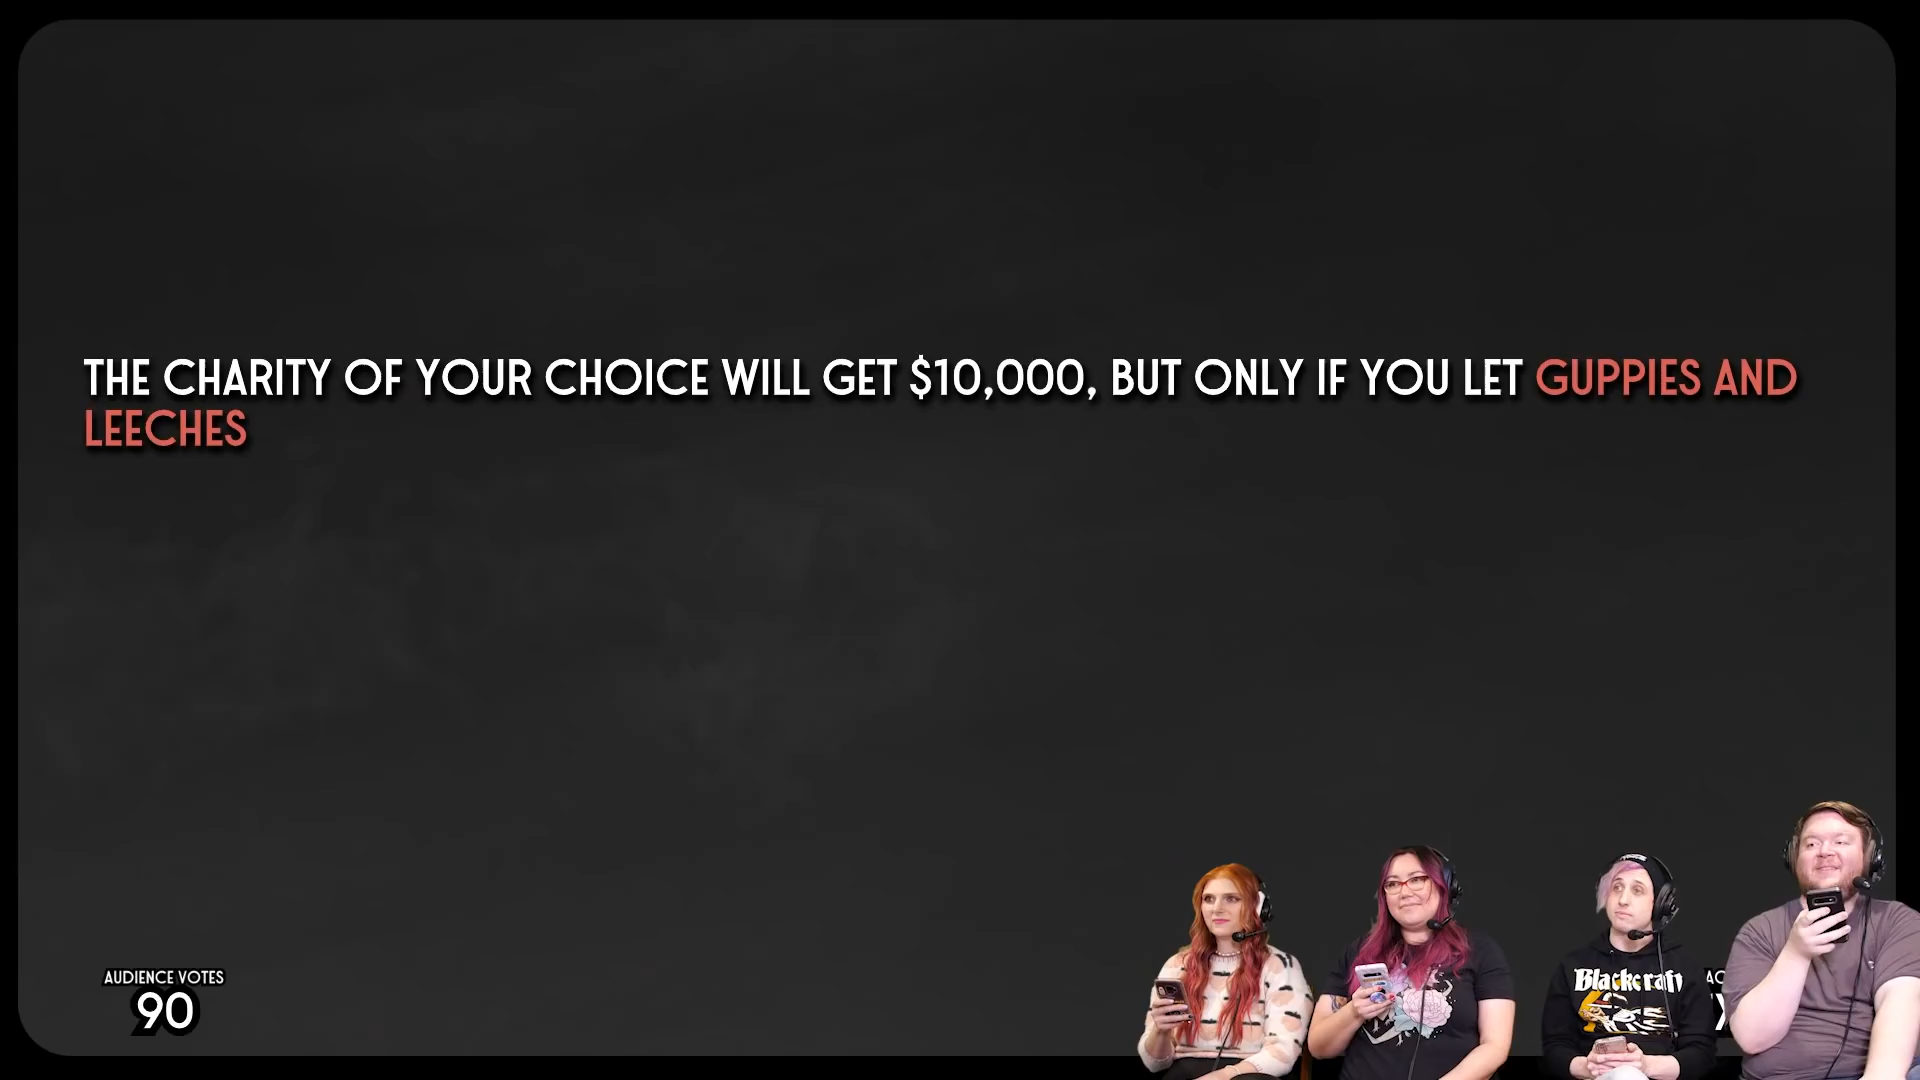 THE CHARITY OF YOUR CHOICE WILL GET $10,000, BUT ONLY IF YOU LET GUPPIES AND
LEECHES
AUDIENCE VOTES
90
Blackcraft